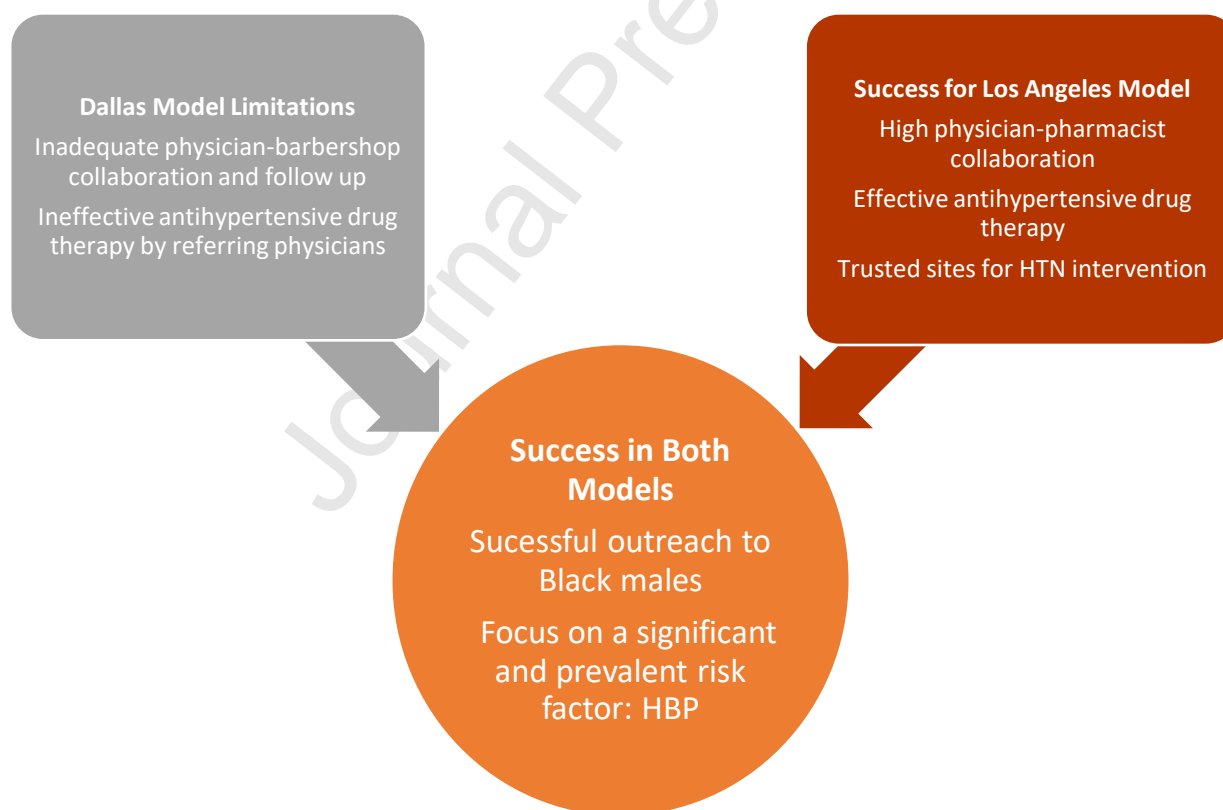 Dallas Model Limitations
Inadequate physician-barbershop
collaboration and follow up
Ineffective antihypertensive drug
therapy by referring physicians
Success for Los Angeles Model
High physician-pharmacist
collaboration
Effective antihypertensive drug
therapy
Trusted sites for HTN intervention
Success in Both
Models
Sucessful outreach to
Black males
Focus on a significant
and prevalent risk
factor: HBP
Journal Pre